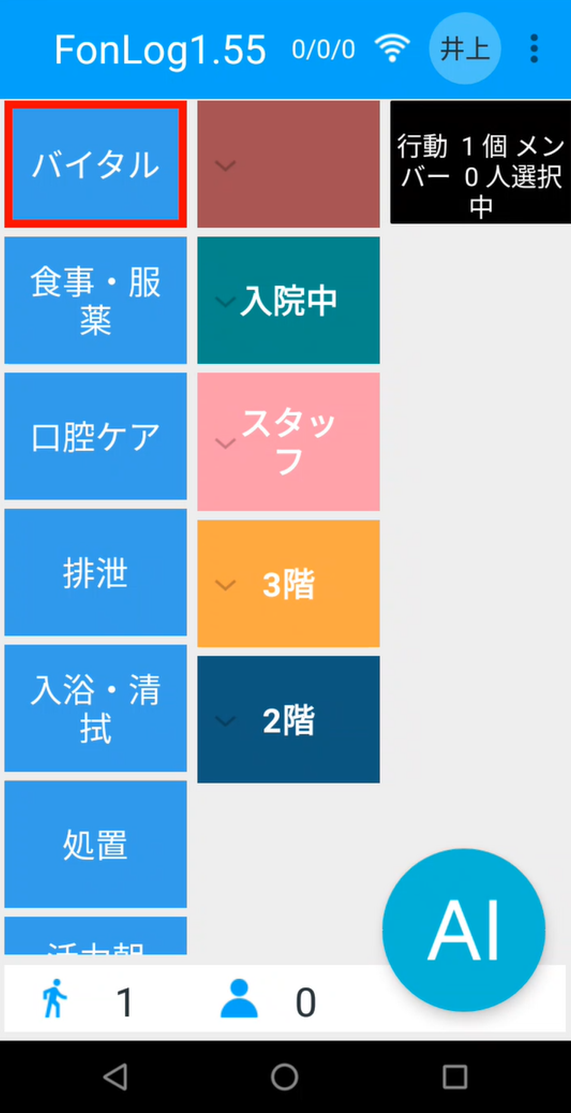 FonLog1.55 0/0/0 井上
バイタル
食事・服
薬
口腔ケア
排泄
入浴・清
拭
処置
入院中
スタッ
フ
3階
2階
行動 1 個 メン
バー 0 人選択
中
AI
1 0